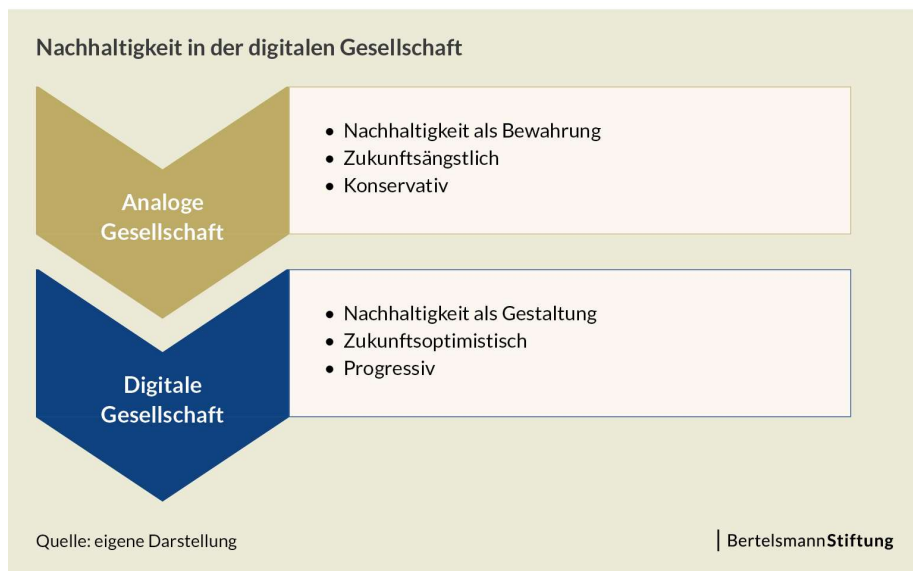 Nachhaltigkeit in der digitalen Gesellschaft
Analoge
Gesellschaft
• Nachhaltigkeit als Bewahrung
• Zukunftsängstlich
• Konservativ
Digitale
Gesellschaft
• Nachhaltigkeit als Gestaltung
• Zukunftsoptimistisch
• Progressiv
Quelle: eigene Darstellung
BertelsmannStiftung